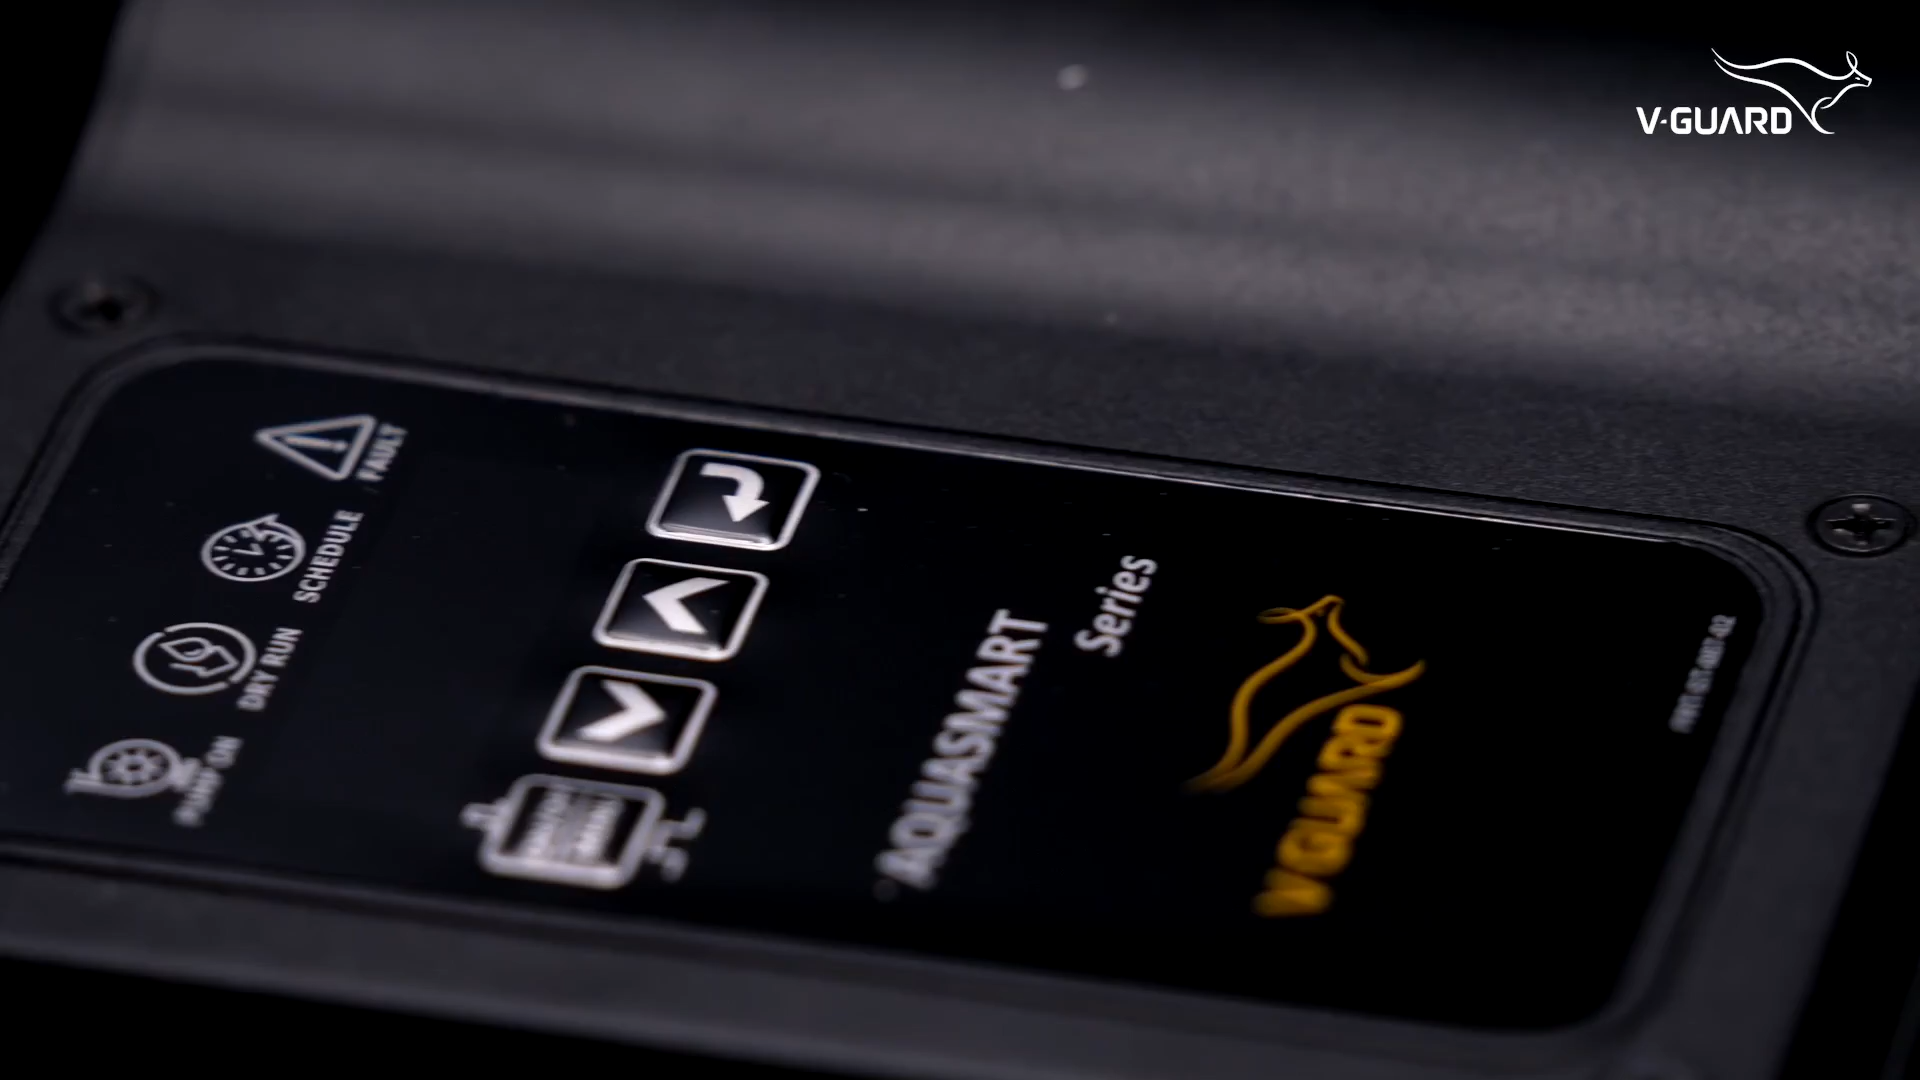 V-GUARD
FAULT
SCHEDULE
DRY RUN
PUMP ON
AQUASMART
Series
V-GUARD